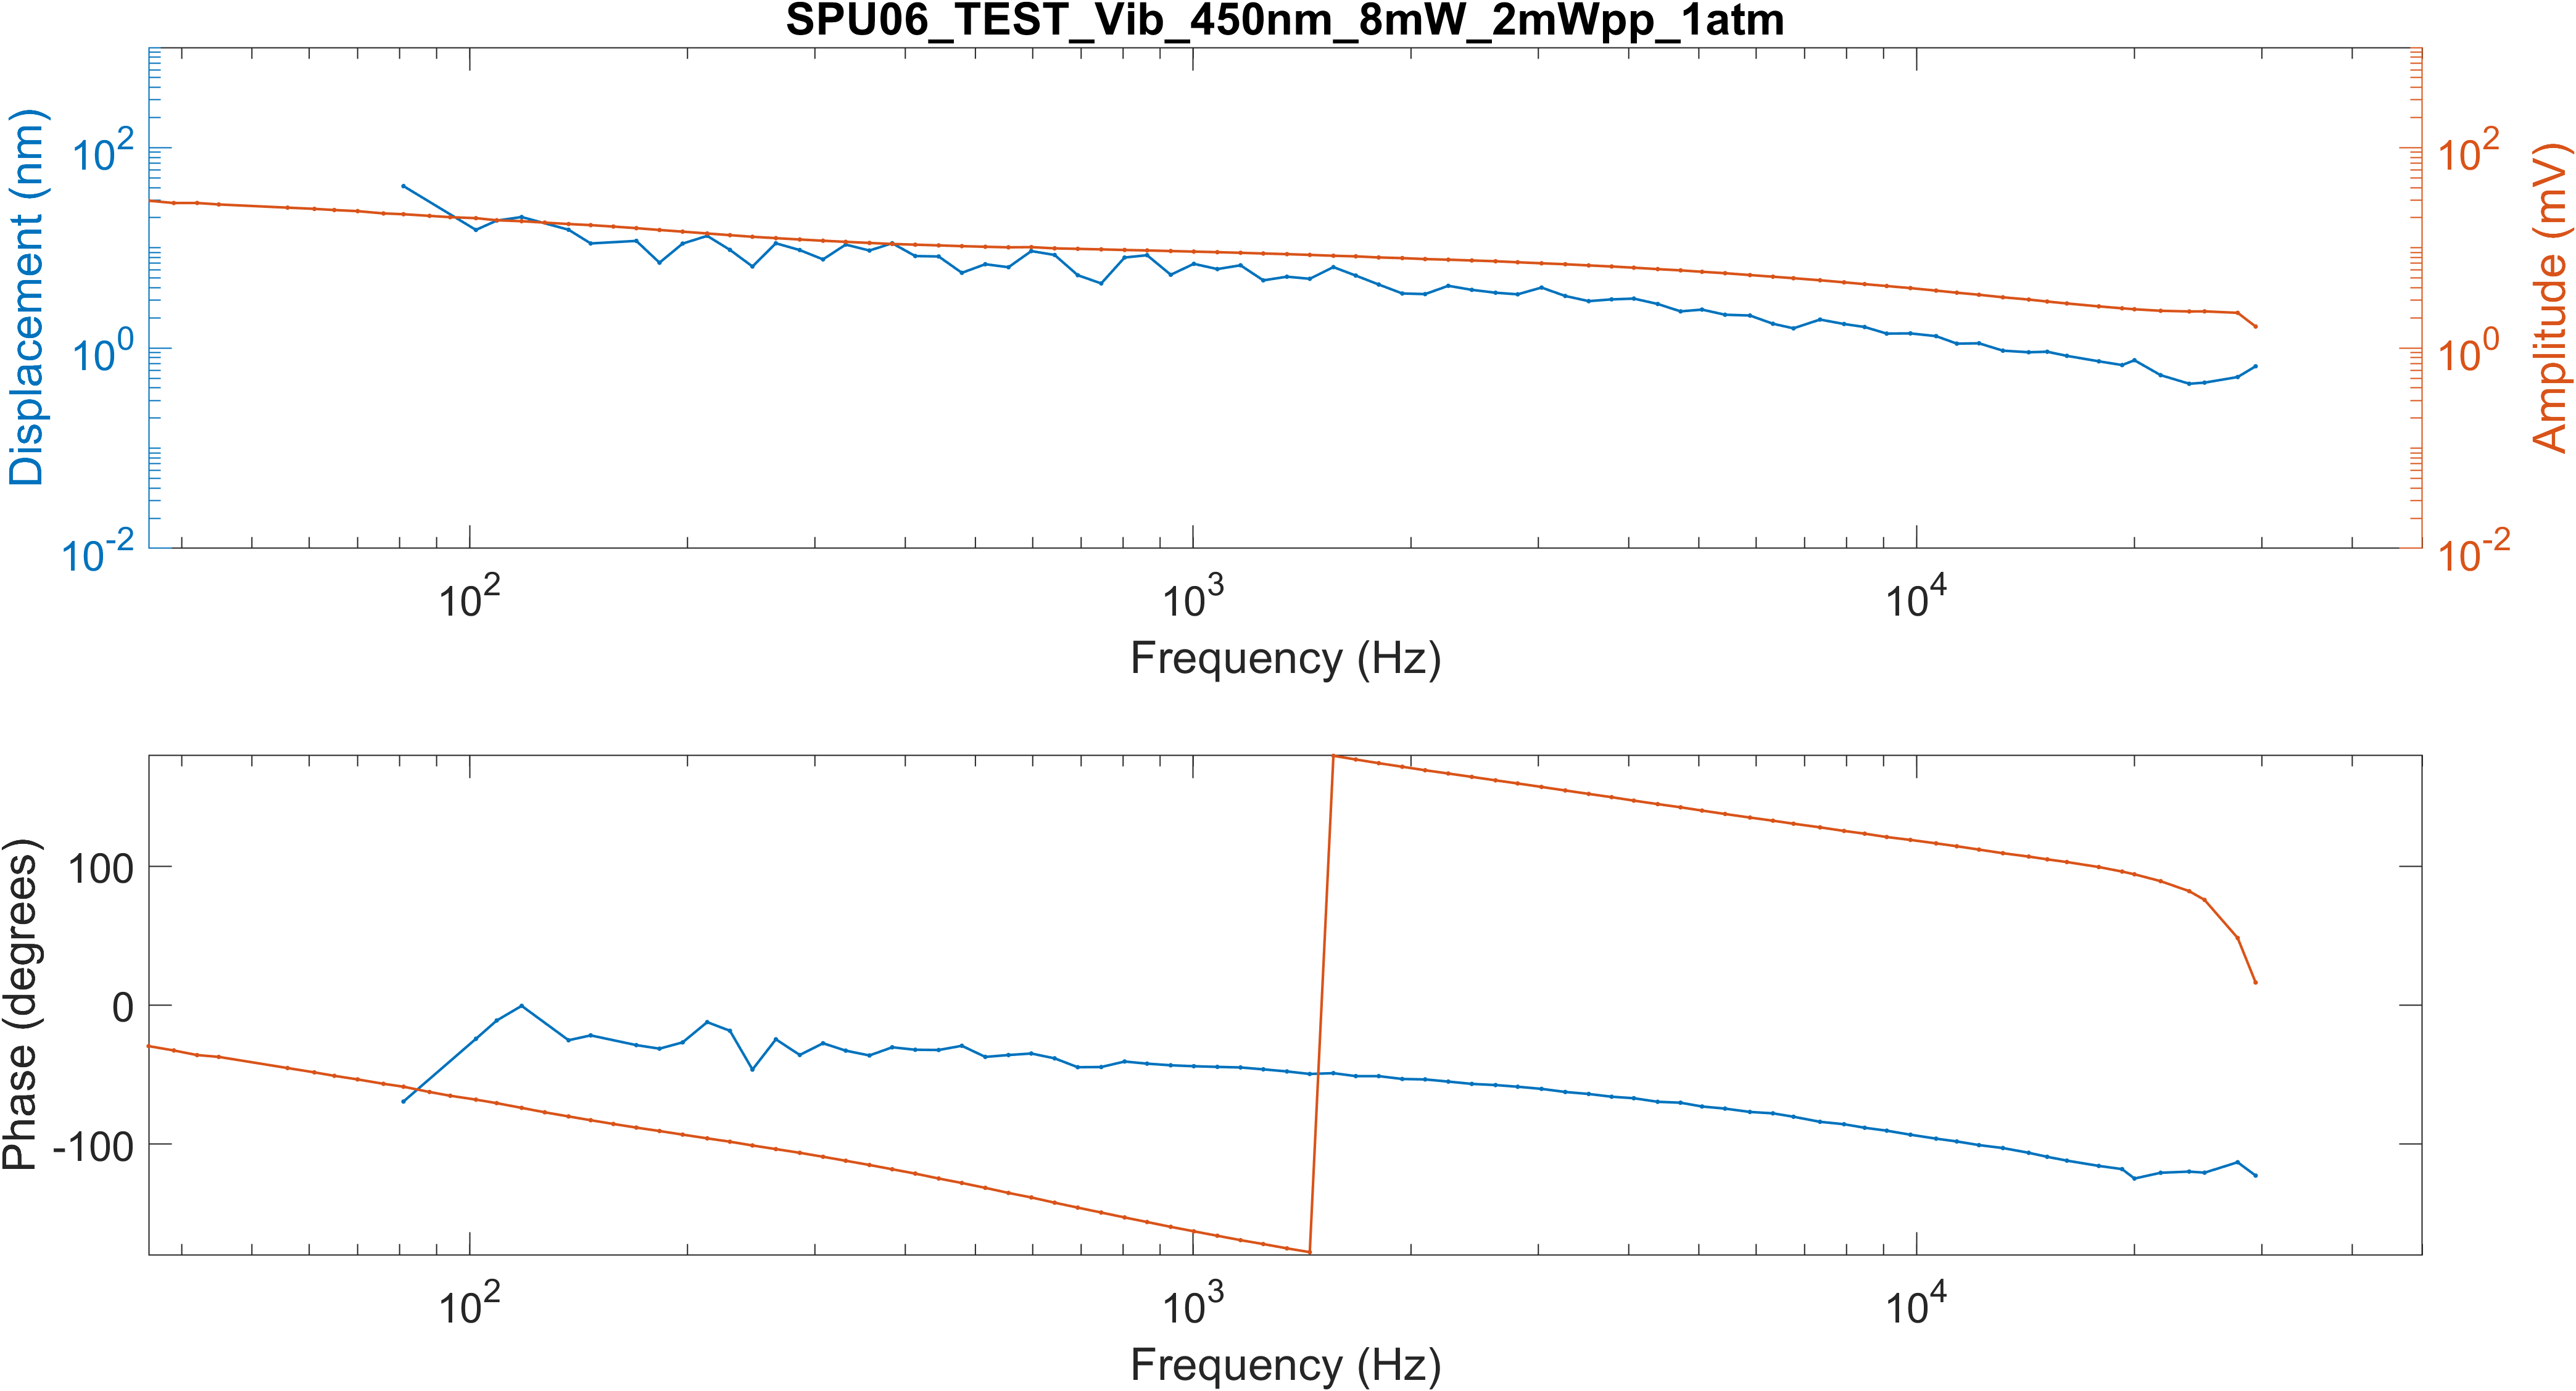 SPU06_TEST_Vib_450nm_8mW_2mWpp_1atm
Displacement (nm)
10^2
10^0
10^-2
10^2
10^0
10^-2
Amplitude (mV)
10^2 10^3 10^4
Frequency (Hz)
Phase (degrees)
100
0
-100
10^2 10^3 10^4
Frequency (Hz)